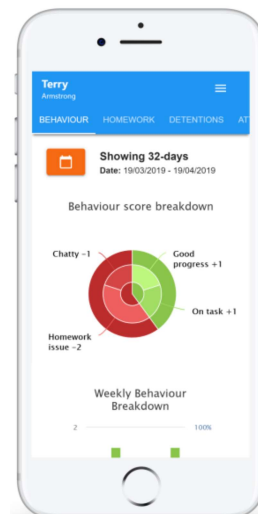 Terry
Armstrong
BEHAVIOUR HOMEWORK DETENTIONS AT
Showing 32-days
Date: 19/03/2019 - 19/04/2019
Behaviour score breakdown
Chatty -1
Good
progress +1
On task +1
Homework
issue -2
Weekly Behaviour
Breakdown
2 100%